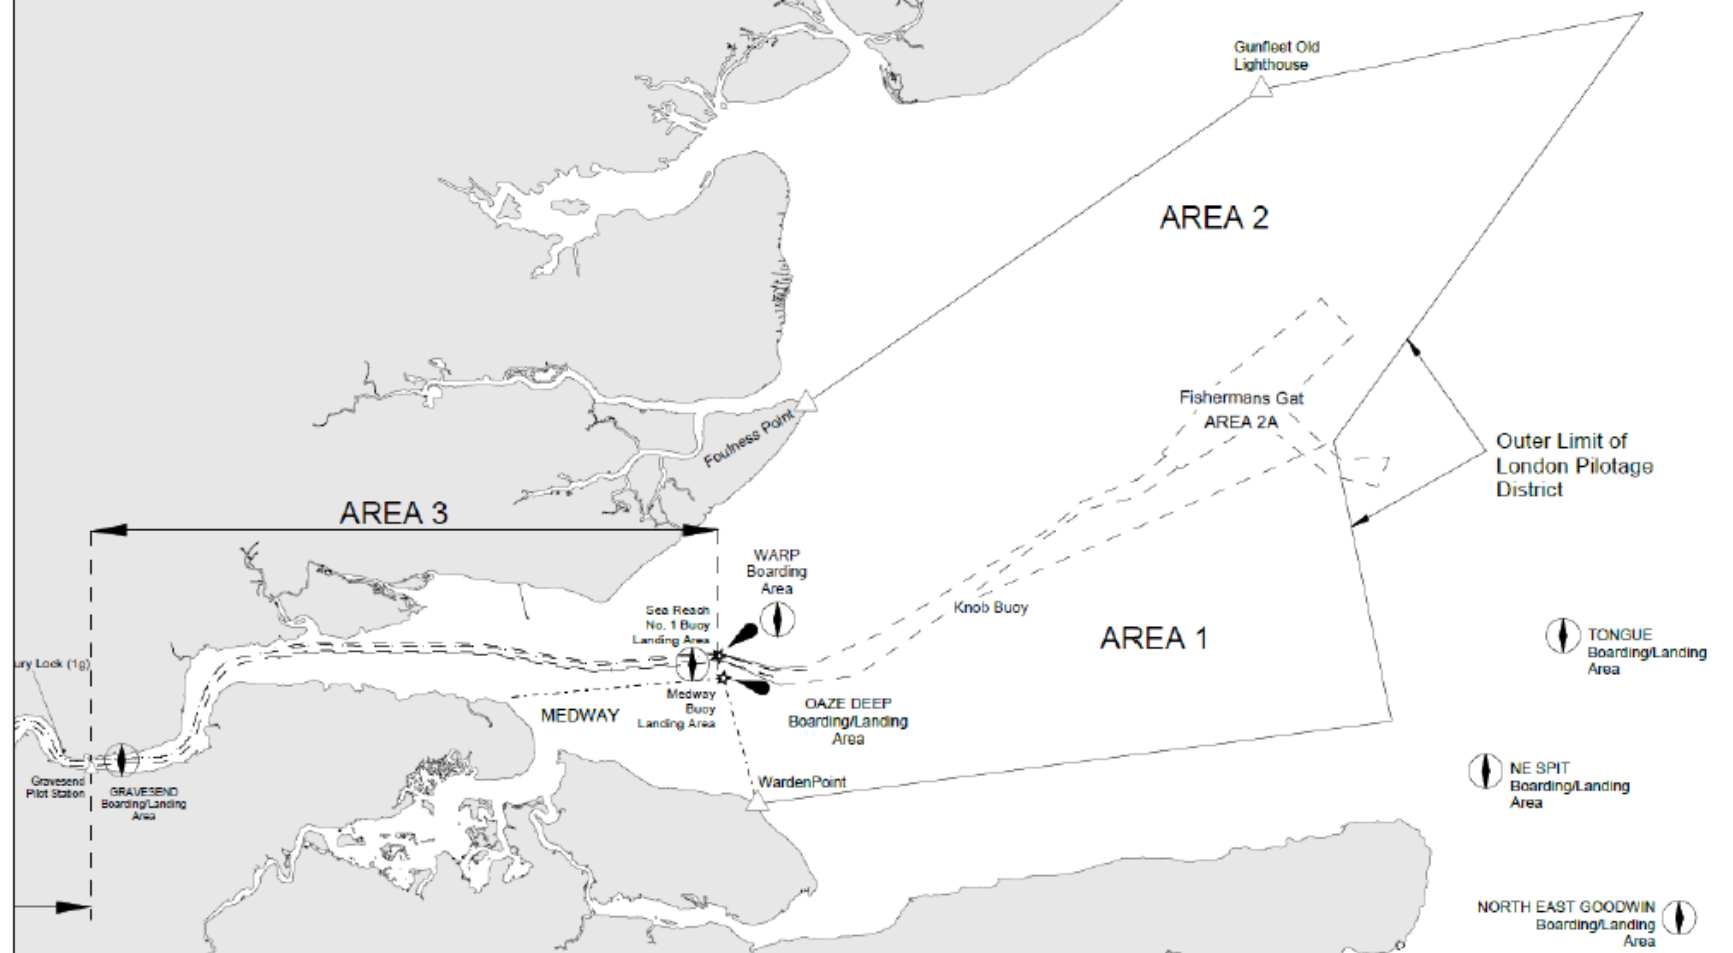 Gunfleet Old
Lighthouse
AREA 2
Fishermans Gat
AREA 2A
Foulness Point
Outer Limit of
London Pilotage
District
AREA 3
WARP
Boarding
Area
Sea Reach
No. 1 Buoy
Landing Area
Knob Buoy
AREA 1
TONGUE
Boarding/Landing
Area
ury Lock (1g)
Medway
Buoy
Landing Area
MEDWAY
OAZE DEEP
Boarding/Landing
Area
WardenPoint
Gravesend
Pilot Station
GRAVESEND
Boarding/Landing
Area
NE SPIT
Boarding/Landing
Area
NORTH EAST GOODWIN
Boarding/Landing
Area